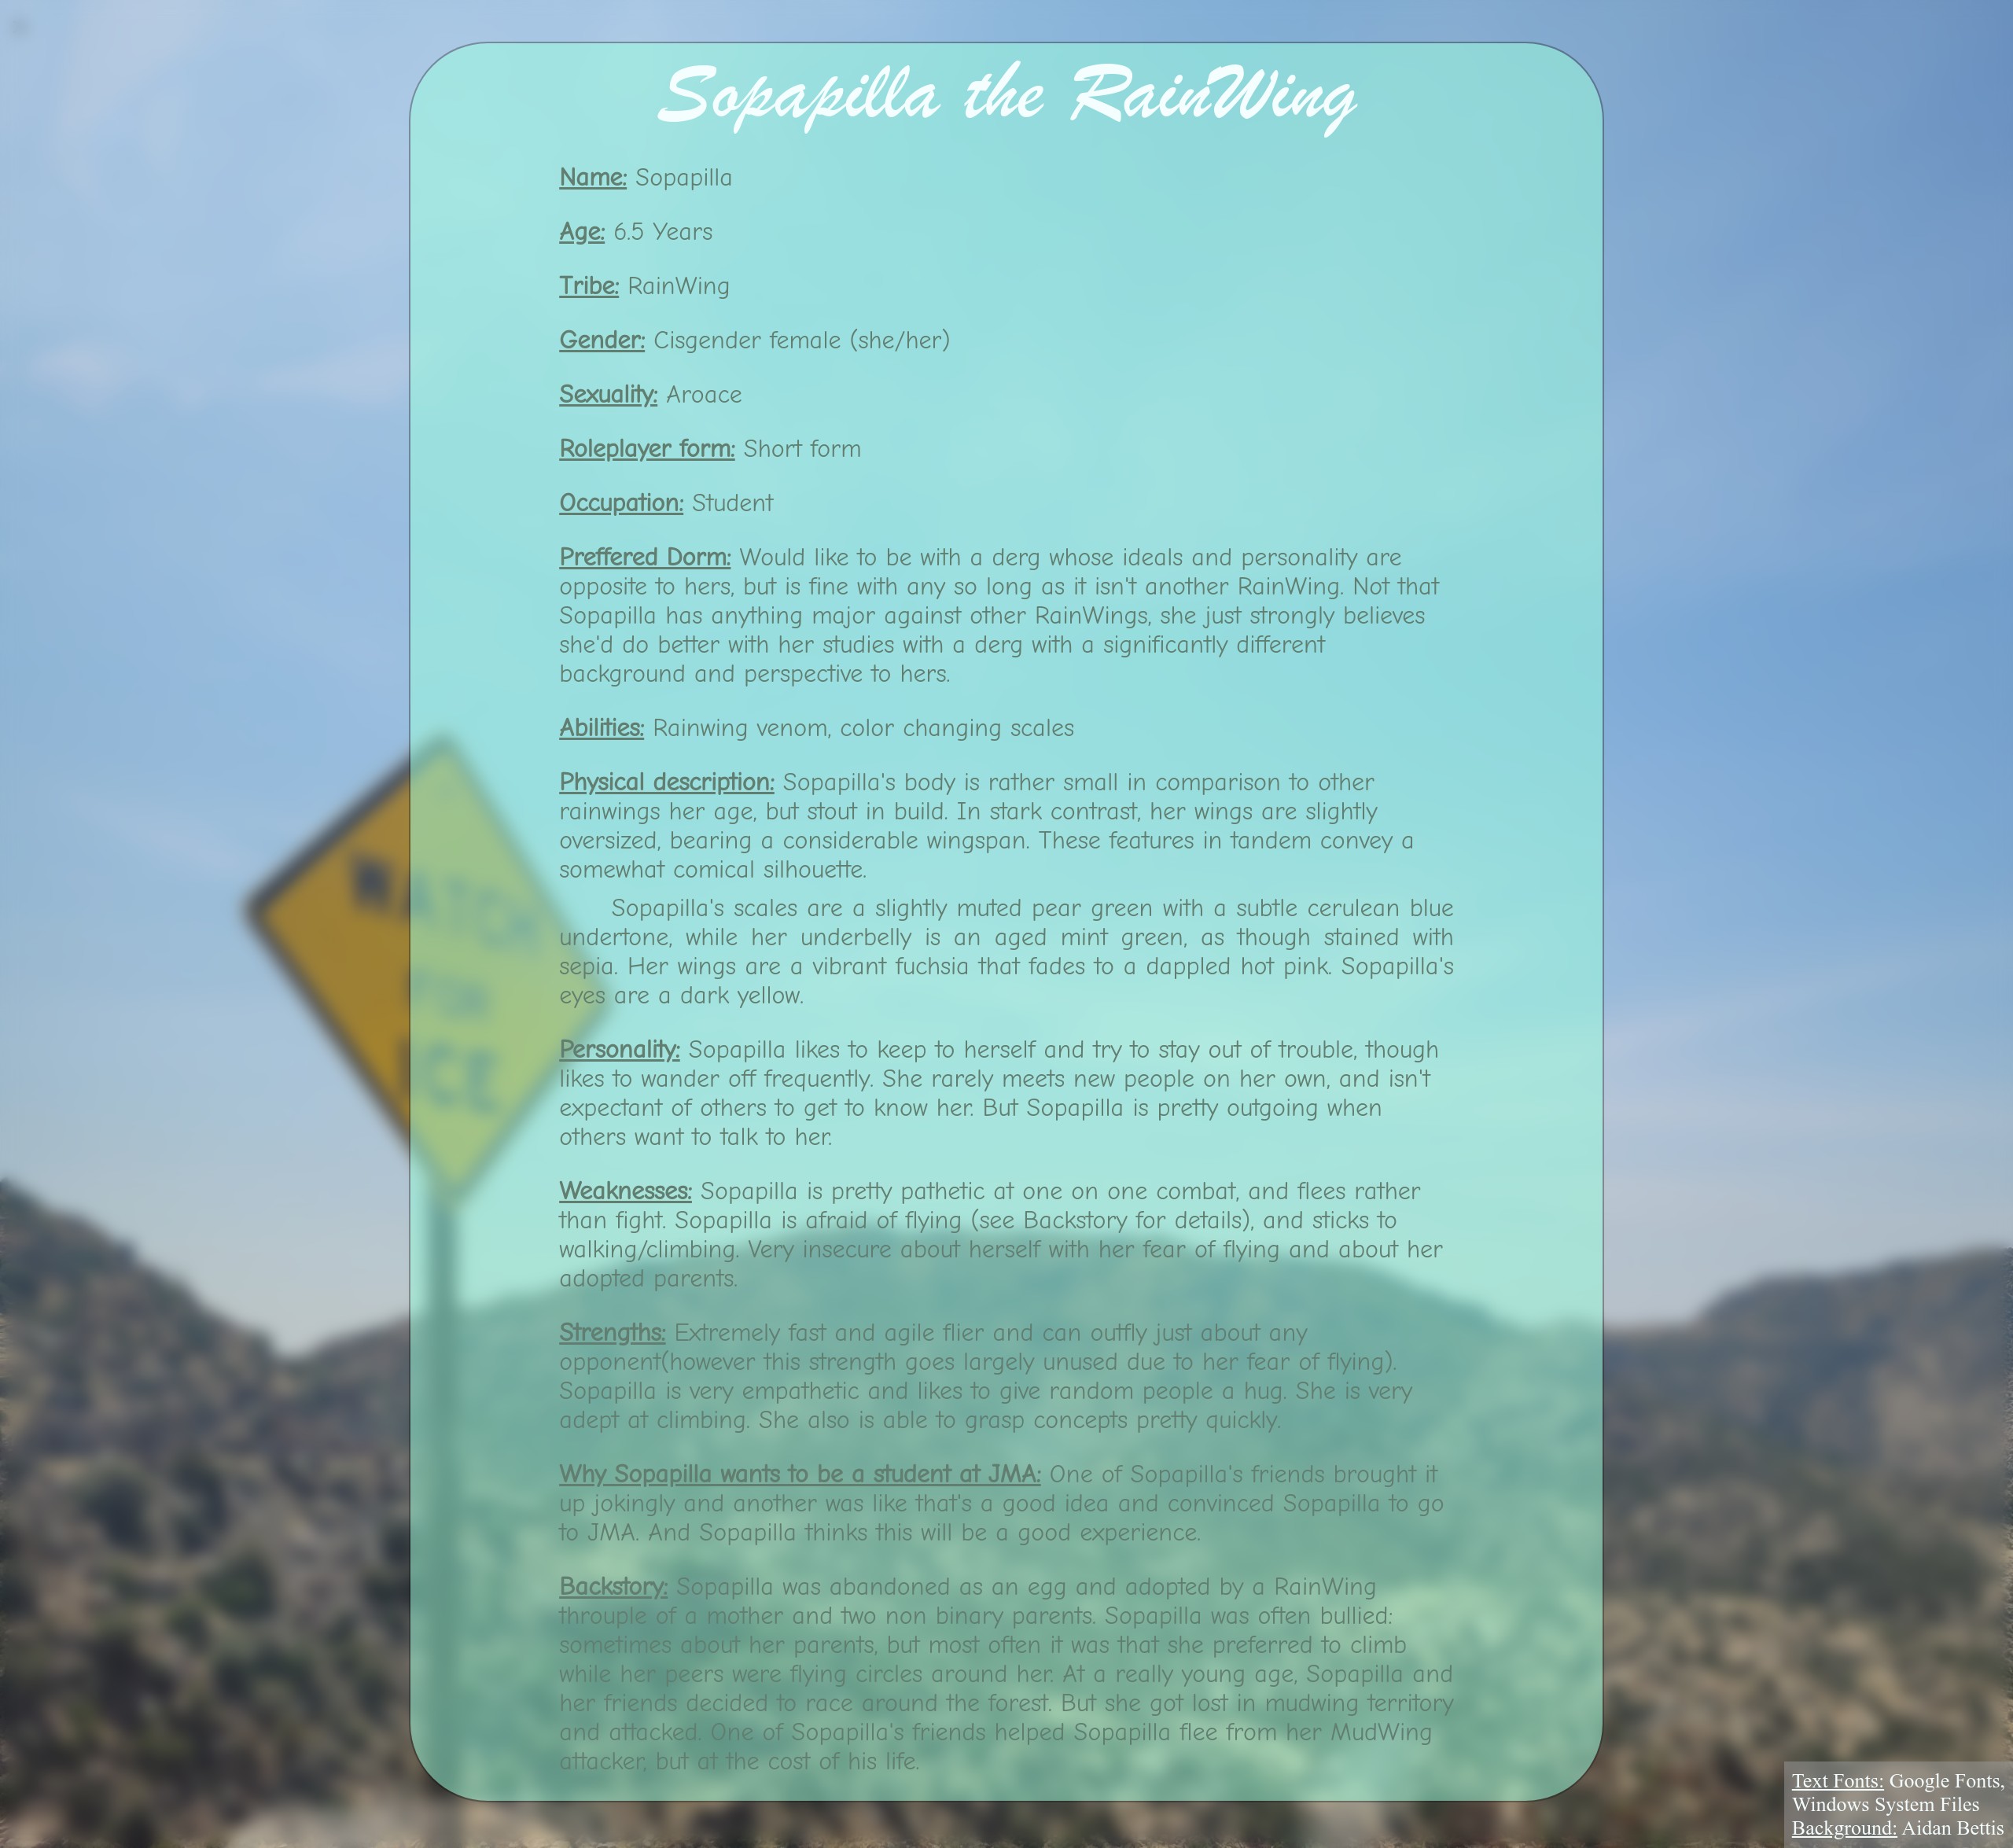 Sopapilla the RainWing
Name: Sopapilla
Age: 6.5 Years
Tribe: RainWing
Gender: Cisgender female (she/her)
Sexuality: Aroace
Roleplayer form: Short form
Occupation: Student
Preffered Dorm: Would like to be with a derg whose ideals and personality are
opposite to hers, but is fine with any so long as it isn't another RainWing. Not that
Sopapilla has anything major against other RainWings, she just strongly believes
she'd do better with her studies with a derg with a significantly different
background and perspective to hers.
Abilities: Rainwing venom, color changing scales
Physical description: Sopapilla's body is rather small in comparison to other
rainwings her age, but stout in build. In stark contrast, her wings are slightly
oversized, bearing a considerable wingspan. These features in tandem convey a
somewhat comical silhouette.
Sopapilla's scales are a slightly muted pear green with a subtle cerulean blue
undertone, while her underbelly is an aged mint green, as though stained with
sepia. Her wings are a vibrant fuchsia that fades to a dappled hot pink. Sopapilla's
eyes are a dark yellow.
Personality: Sopapilla likes to keep to herself and try to stay out of trouble, though
likes to wander off frequently. She rarely meets new people on her own, and isn't
expectant of others to get to know her. But Sopapilla is pretty outgoing when
others want to talk to her.
Weaknesses: Sopapilla is pretty pathetic at one on one combat, and flees rather
than fight. Sopapilla is afraid of flying (see Backstory for details), and sticks to
walking/climbing. Very insecure about herself with her fear of flying and about her
adopted parents.
Strengths: Extremely fast and agile flier and can outfly just about any
opponent(however this strength goes largely unused due to her fear of flying).
Sopapilla is very empathetic and likes to give random people a hug. She is very
adept at climbing. She also is able to grasp concepts pretty quickly.
Why Sopapilla wants to be a student at JMA: One of Sopapilla's friends brought it
up jokingly and another was like that's a good idea and convinced Sopapilla to go
to JMA. And Sopapilla thinks this will be a good experience.
Backstory: Sopapilla was abandoned as an egg and adopted by a RainWing
throuple of a mother and two non binary parents. Sopapilla was often bullied:
sometimes about her parents, but most often it was that she preferred to climb
while her peers were flying circles around her. At a really young age, Sopapilla and
her friends decided to race around the forest. But she got lost in mudwing territory
and attacked. One of Sopapilla's friends helped Sopapilla flee from her MudWing
attacker, but at the cost of his life.
WATCH
FOR
ICE
Text Fonts: Google Fonts,
Windows System Files
Background: Aidan Bettis